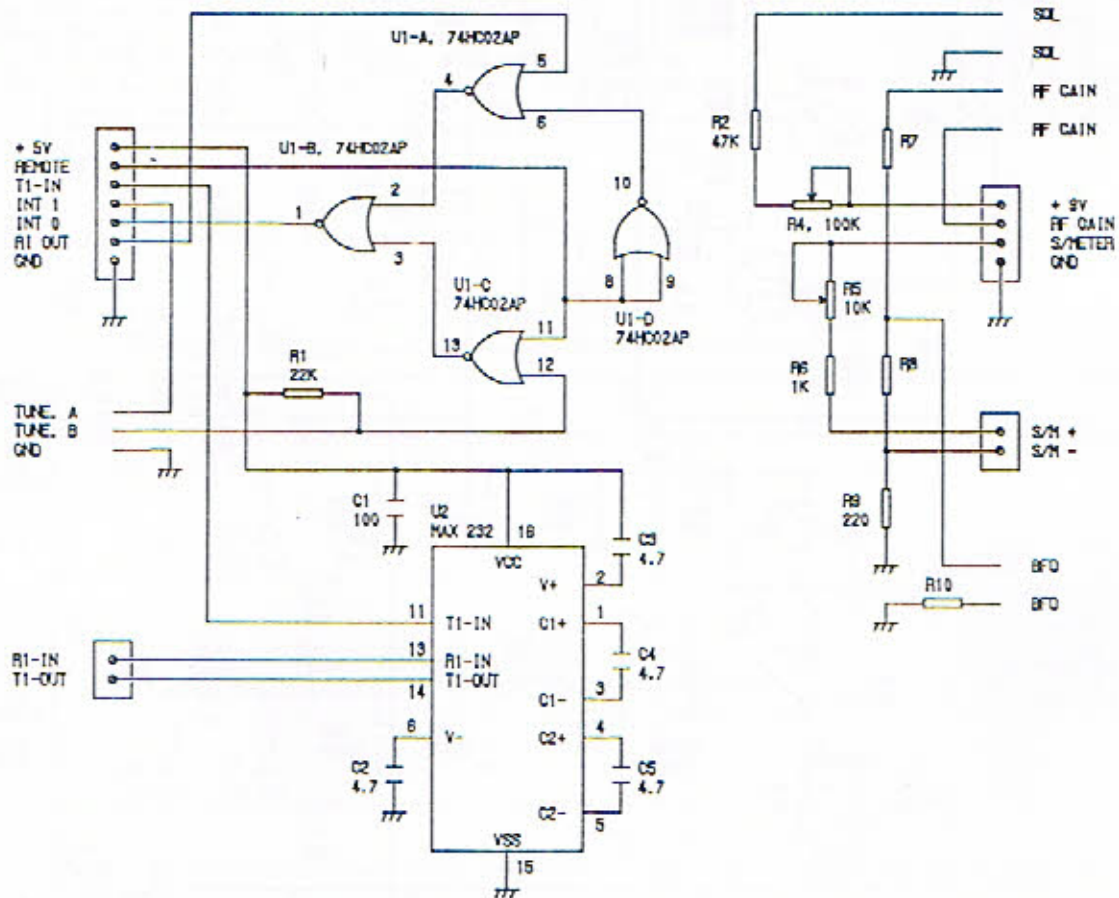 U1-A, 74HC02AP
4
5
6
SQL
SQL
RF GAIN
RF GAIN
R2
47K
R7
+ 5V
REMOTE
T1-IN
INT 1
INT 0
R1 OUT
GND
U1-B, 74HC02AP
1
2
3
10
8
9
U1-D
74HC02AP
U1-C
74HC02AP
13
11
12
R4, 100K
+ 9V
RF GAIN
S/METER
GND
R5
10K
R6
1K
R8
R1
22K
TUNE. A
TUNE. B
GND
S/M +
S/M -
R9
220
C1
100
U2
MAX 232
16
VCC
C3
4.7
V+
2
BFO
R10
BFO
11
T1-IN
C1+
1
R1-IN
T1-OUT
13
R1-IN
T1-OUT
14
C4
4.7
C1-
3
6
V-
C2+
4
C2
4.7
C5
4.7
C2-
5
VSS
15